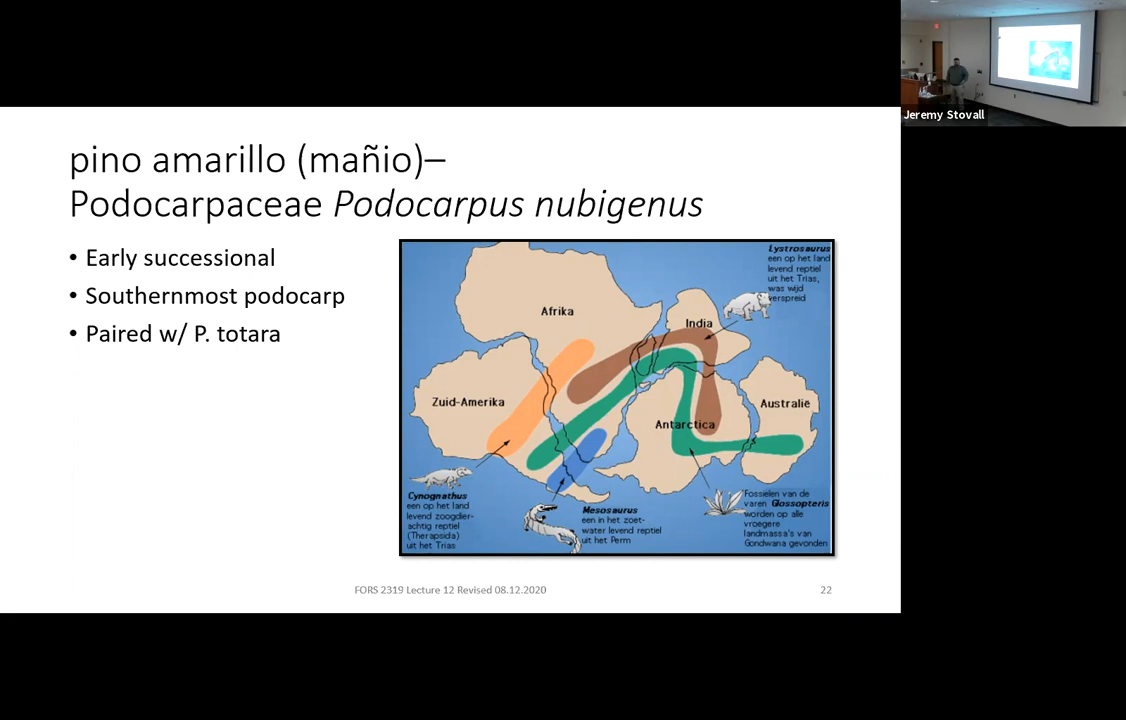 Jeremy Stovall
pino amarillo (mañio)–
Podocarpaceae Podocarpus nubigenus
• Early successional
• Southernmost podocarp
• Paired w/ P. totara
Lystrosaurus
een op het land
levend reptiel
uit het Trias,
was wijd
verspreid
Afrika
India
Zuid-Amerika
Antarctica
Australië
Cynognathus
een op het land
levend zoogdier-
achtig reptiel
(Therapsida)
uit het Trias
Mesosaurus
een in het zoet-
water levend reptiel
uit het Perm
Fossielen van de
varen Glossopteris
worden op alle
vroegere
landmassa's van
Gondwana gevonden
FORS 2319 Lecture 12 Revised 08.12.2020
22